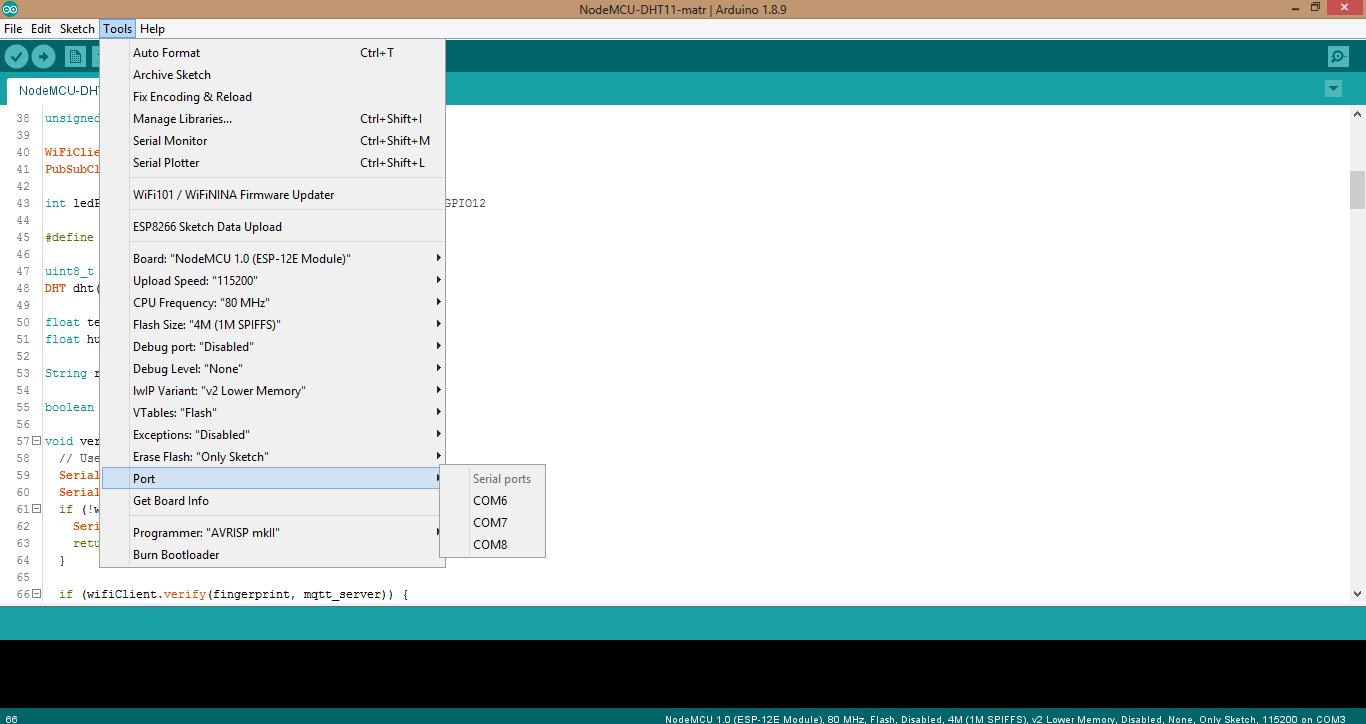 NodeMCU-DHT11-matr | Arduino 1.8.9
File Edit Sketch Tools Help
NodeMCU-DHT
Auto Format Ctrl+T
Archive Sketch
Fix Encoding & Reload
Manage Libraries... Ctrl+Shift+I
Serial Monitor Ctrl+Shift+M
Serial Plotter Ctrl+Shift+L
WiFi101 / WiFiNINA Firmware Updater
ESP8266 Sketch Data Upload
Board: "NodeMCU 1.0 (ESP-12E Module)"
Upload Speed: "115200"
CPU Frequency: "80 MHz"
Flash Size: "4M (1M SPIFFS)"
Debug port: "Disabled"
Debug Level: "None"
lwIP Variant: "v2 Lower Memory"
VTables: "Flash"
Exceptions: "Disabled"
Erase Flash: "Only Sketch"
Port
Get Board Info
Programmer: "AVRISP mkII"
Burn Bootloader
Serial ports
COM6
COM7
COM8
38 unsigned
39
40 WiFiClie
41 PubSubCl
42
43 int ledP GPIO12
44
45 #define
46
47 uint8_t
48 DHT dht(
49
50 float te
51 float hu
52
53 String r
54
55 boolean
56
57 void ver
58 // Use
59 Serial
60 Serial
61 if (!w
62 Seri
63 retu
64 }
65
66 if (wifiClient.verify(fingerprint, mqtt_server)) {
66 NodeMCU 1.0 (ESP-12E Module), 80 MHz, Flash, Disabled, 4M (1M SPIFFS), v2 Lower Memory, Disabled, None, Only Sketch, 115200 on COM3